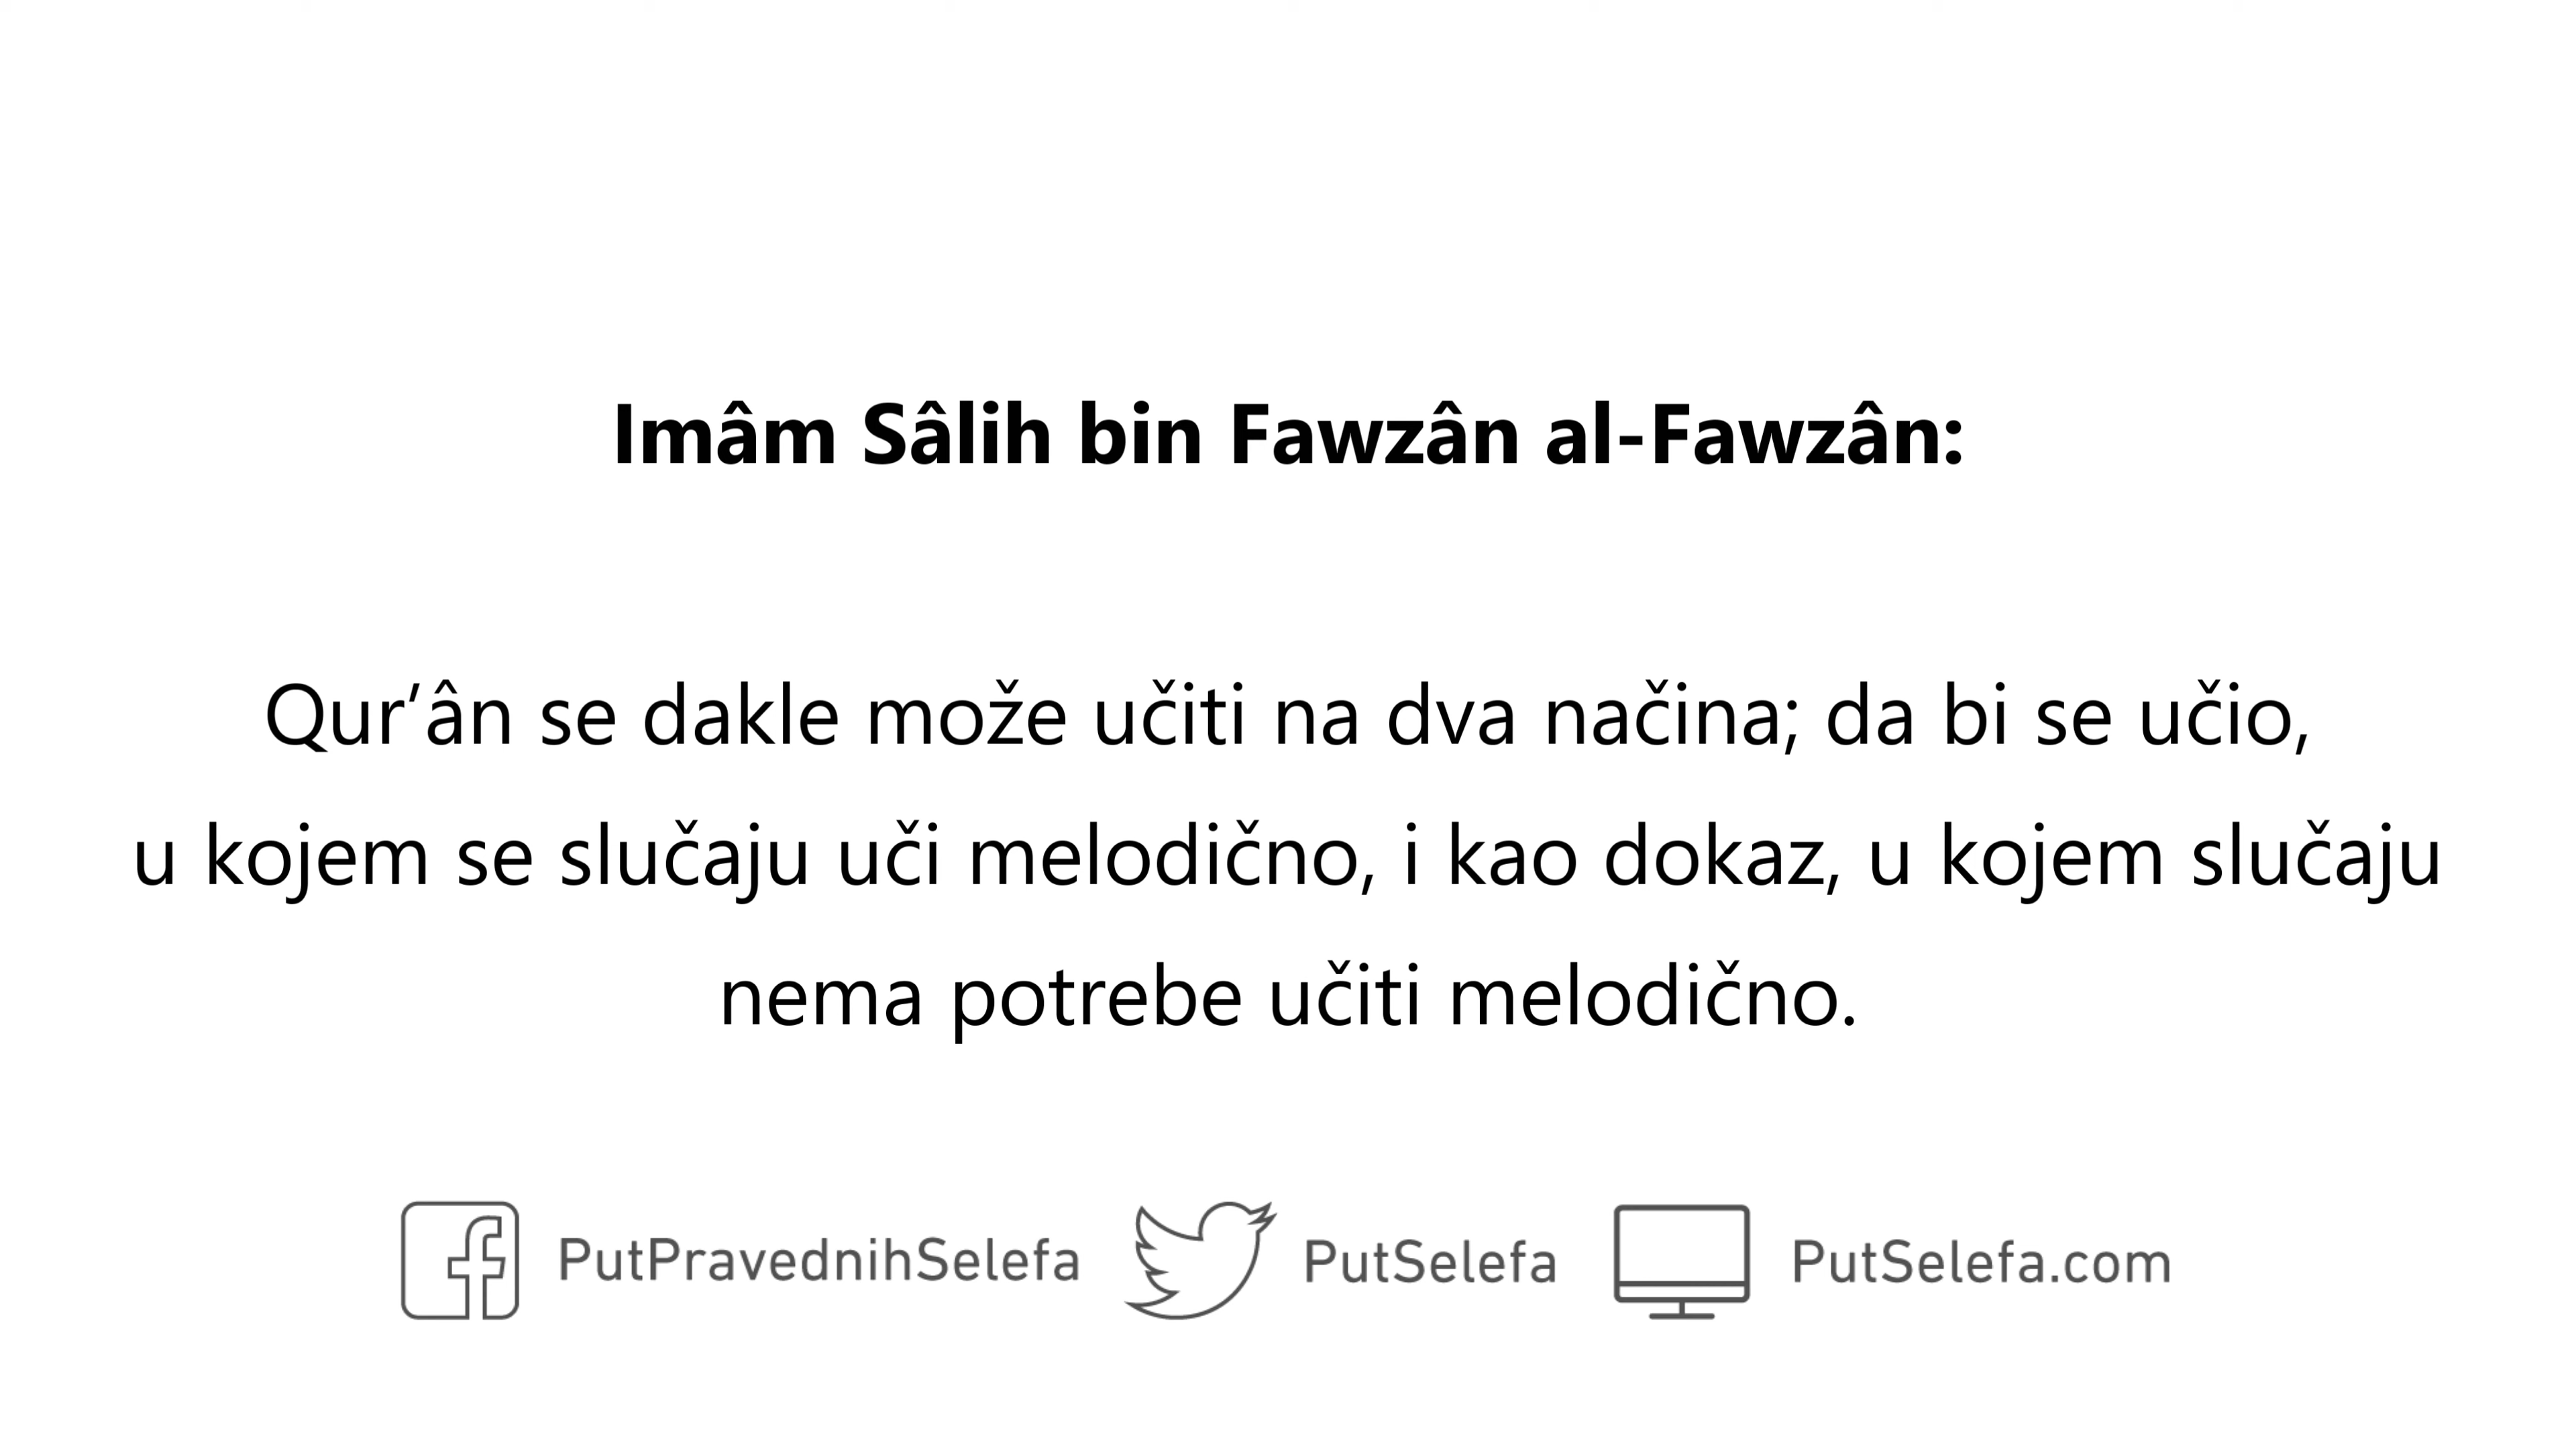 Imâm Sâlih bin Fawzân al-Fawzân:
Qur’ân se dakle može učiti na dva načina; da bi se učio,
u kojem se slučaju uči melodično, i kao dokaz, u kojem slučaju
nema potrebe učiti melodično.
PutPravednihSelefa PutSelefa PutSelefa.com